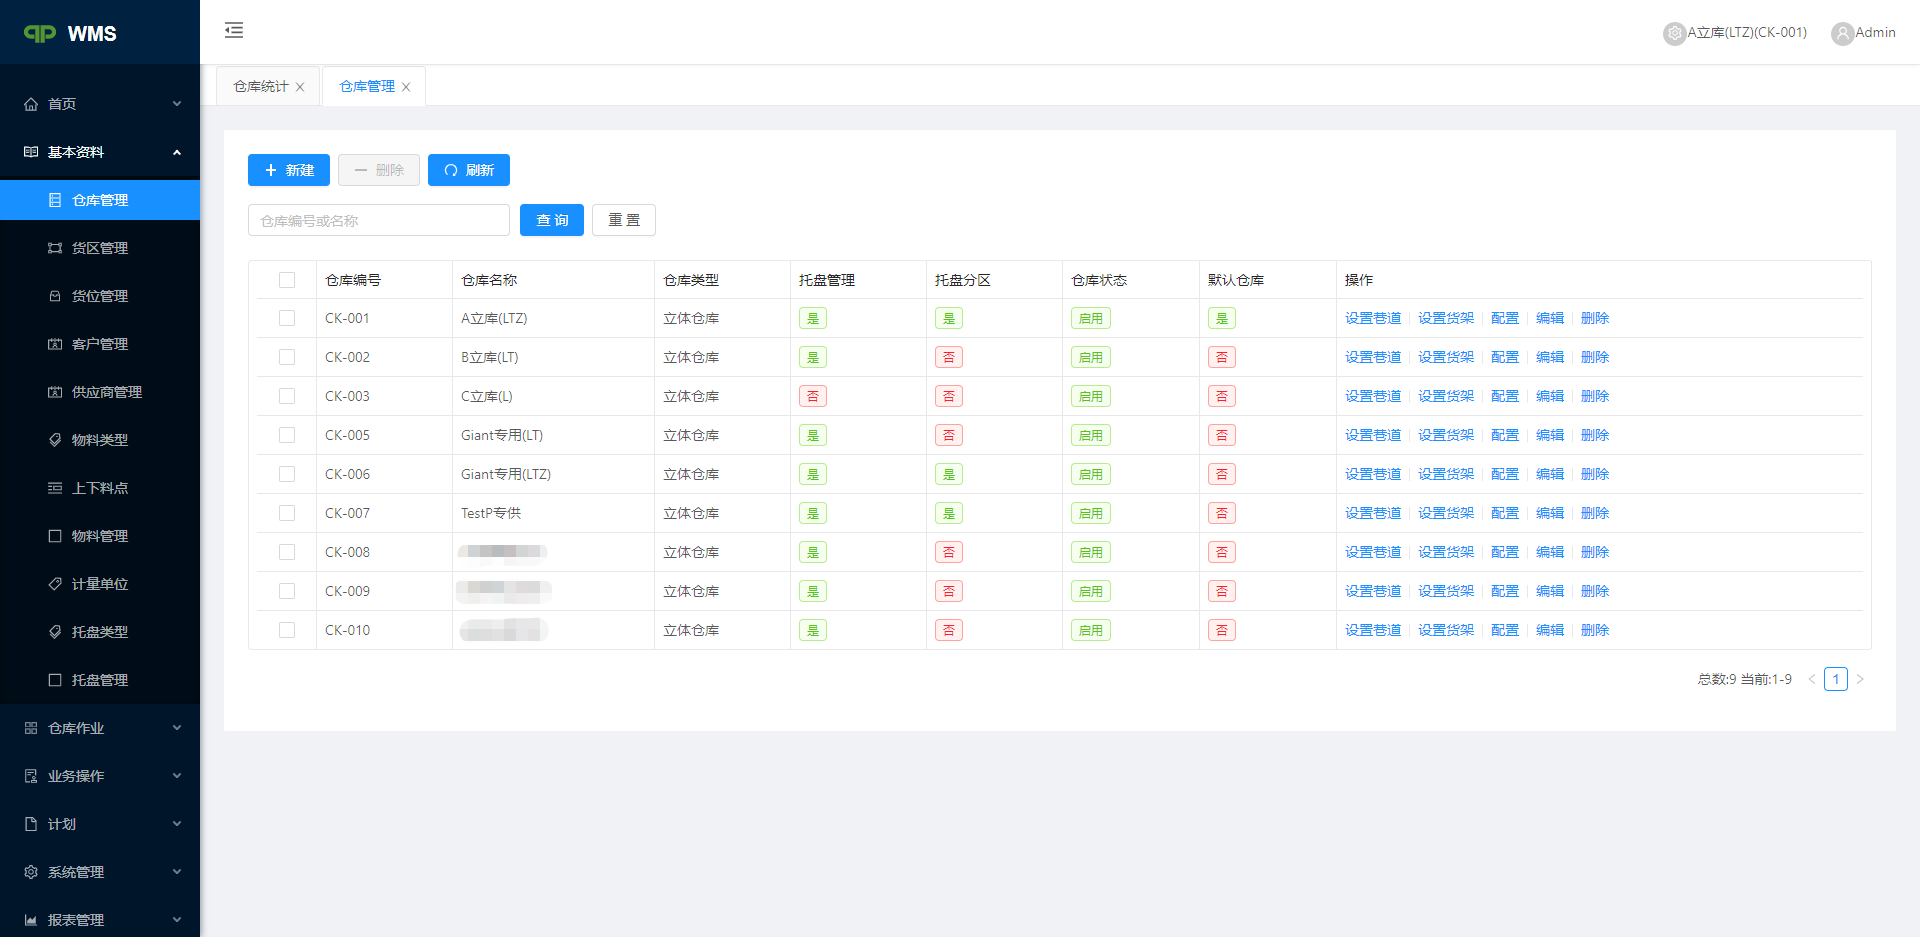 WMS
A立库(LTZ)(CK-001) Admin
仓库统计 仓库管理
首页
基本资料
仓库管理
货区管理
货位管理
客户管理
供应商管理
物料类型
上下料点
物料管理
计量单位
托盘类型
托盘管理
仓库作业
业务操作
计划
系统管理
报表管理
新建 删除 刷新
仓库编号或名称 查 询 重 置
仓库编号 仓库名称 仓库类型 托盘管理 托盘分区 仓库状态 默认仓库 操作
CK-001 A立库(LTZ) 立体仓库 是 是 启用 是 设置巷道 设置货架 配置 编辑 删除
CK-002 B立库(LT) 立体仓库 是 否 启用 否 设置巷道 设置货架 配置 编辑 删除
CK-003 C立库(L) 立体仓库 否 否 启用 否 设置巷道 设置货架 配置 编辑 删除
CK-005 Giant专用(LT) 立体仓库 是 否 启用 否 设置巷道 设置货架 配置 编辑 删除
CK-006 Giant专用(LTZ) 立体仓库 是 是 启用 否 设置巷道 设置货架 配置 编辑 删除
CK-007 TestP专供 立体仓库 是 是 启用 否 设置巷道 设置货架 配置 编辑 删除
CK-008 立体仓库 是 否 启用 否 设置巷道 设置货架 配置 编辑 删除
CK-009 立体仓库 是 否 启用 否 设置巷道 设置货架 配置 编辑 删除
CK-010 立体仓库 是 否 启用 否 设置巷道 设置货架 配置 编辑 删除
总数:9 当前:1-9 < 1 >